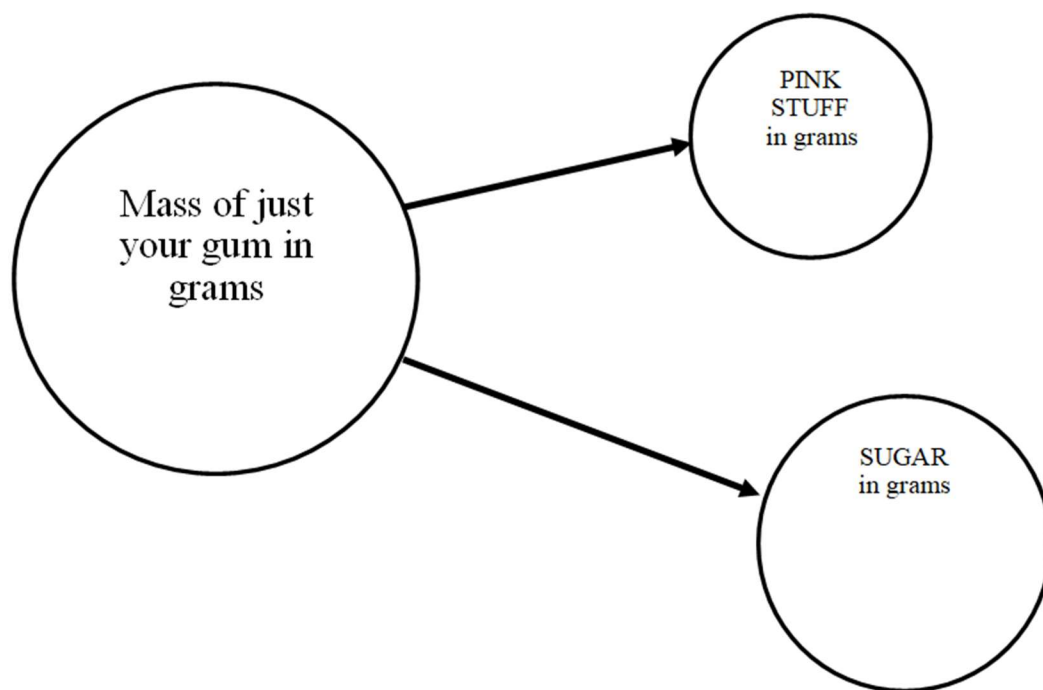 Mass of just
your gum in
grams
PINK
STUFF
in grams
SUGAR
in grams